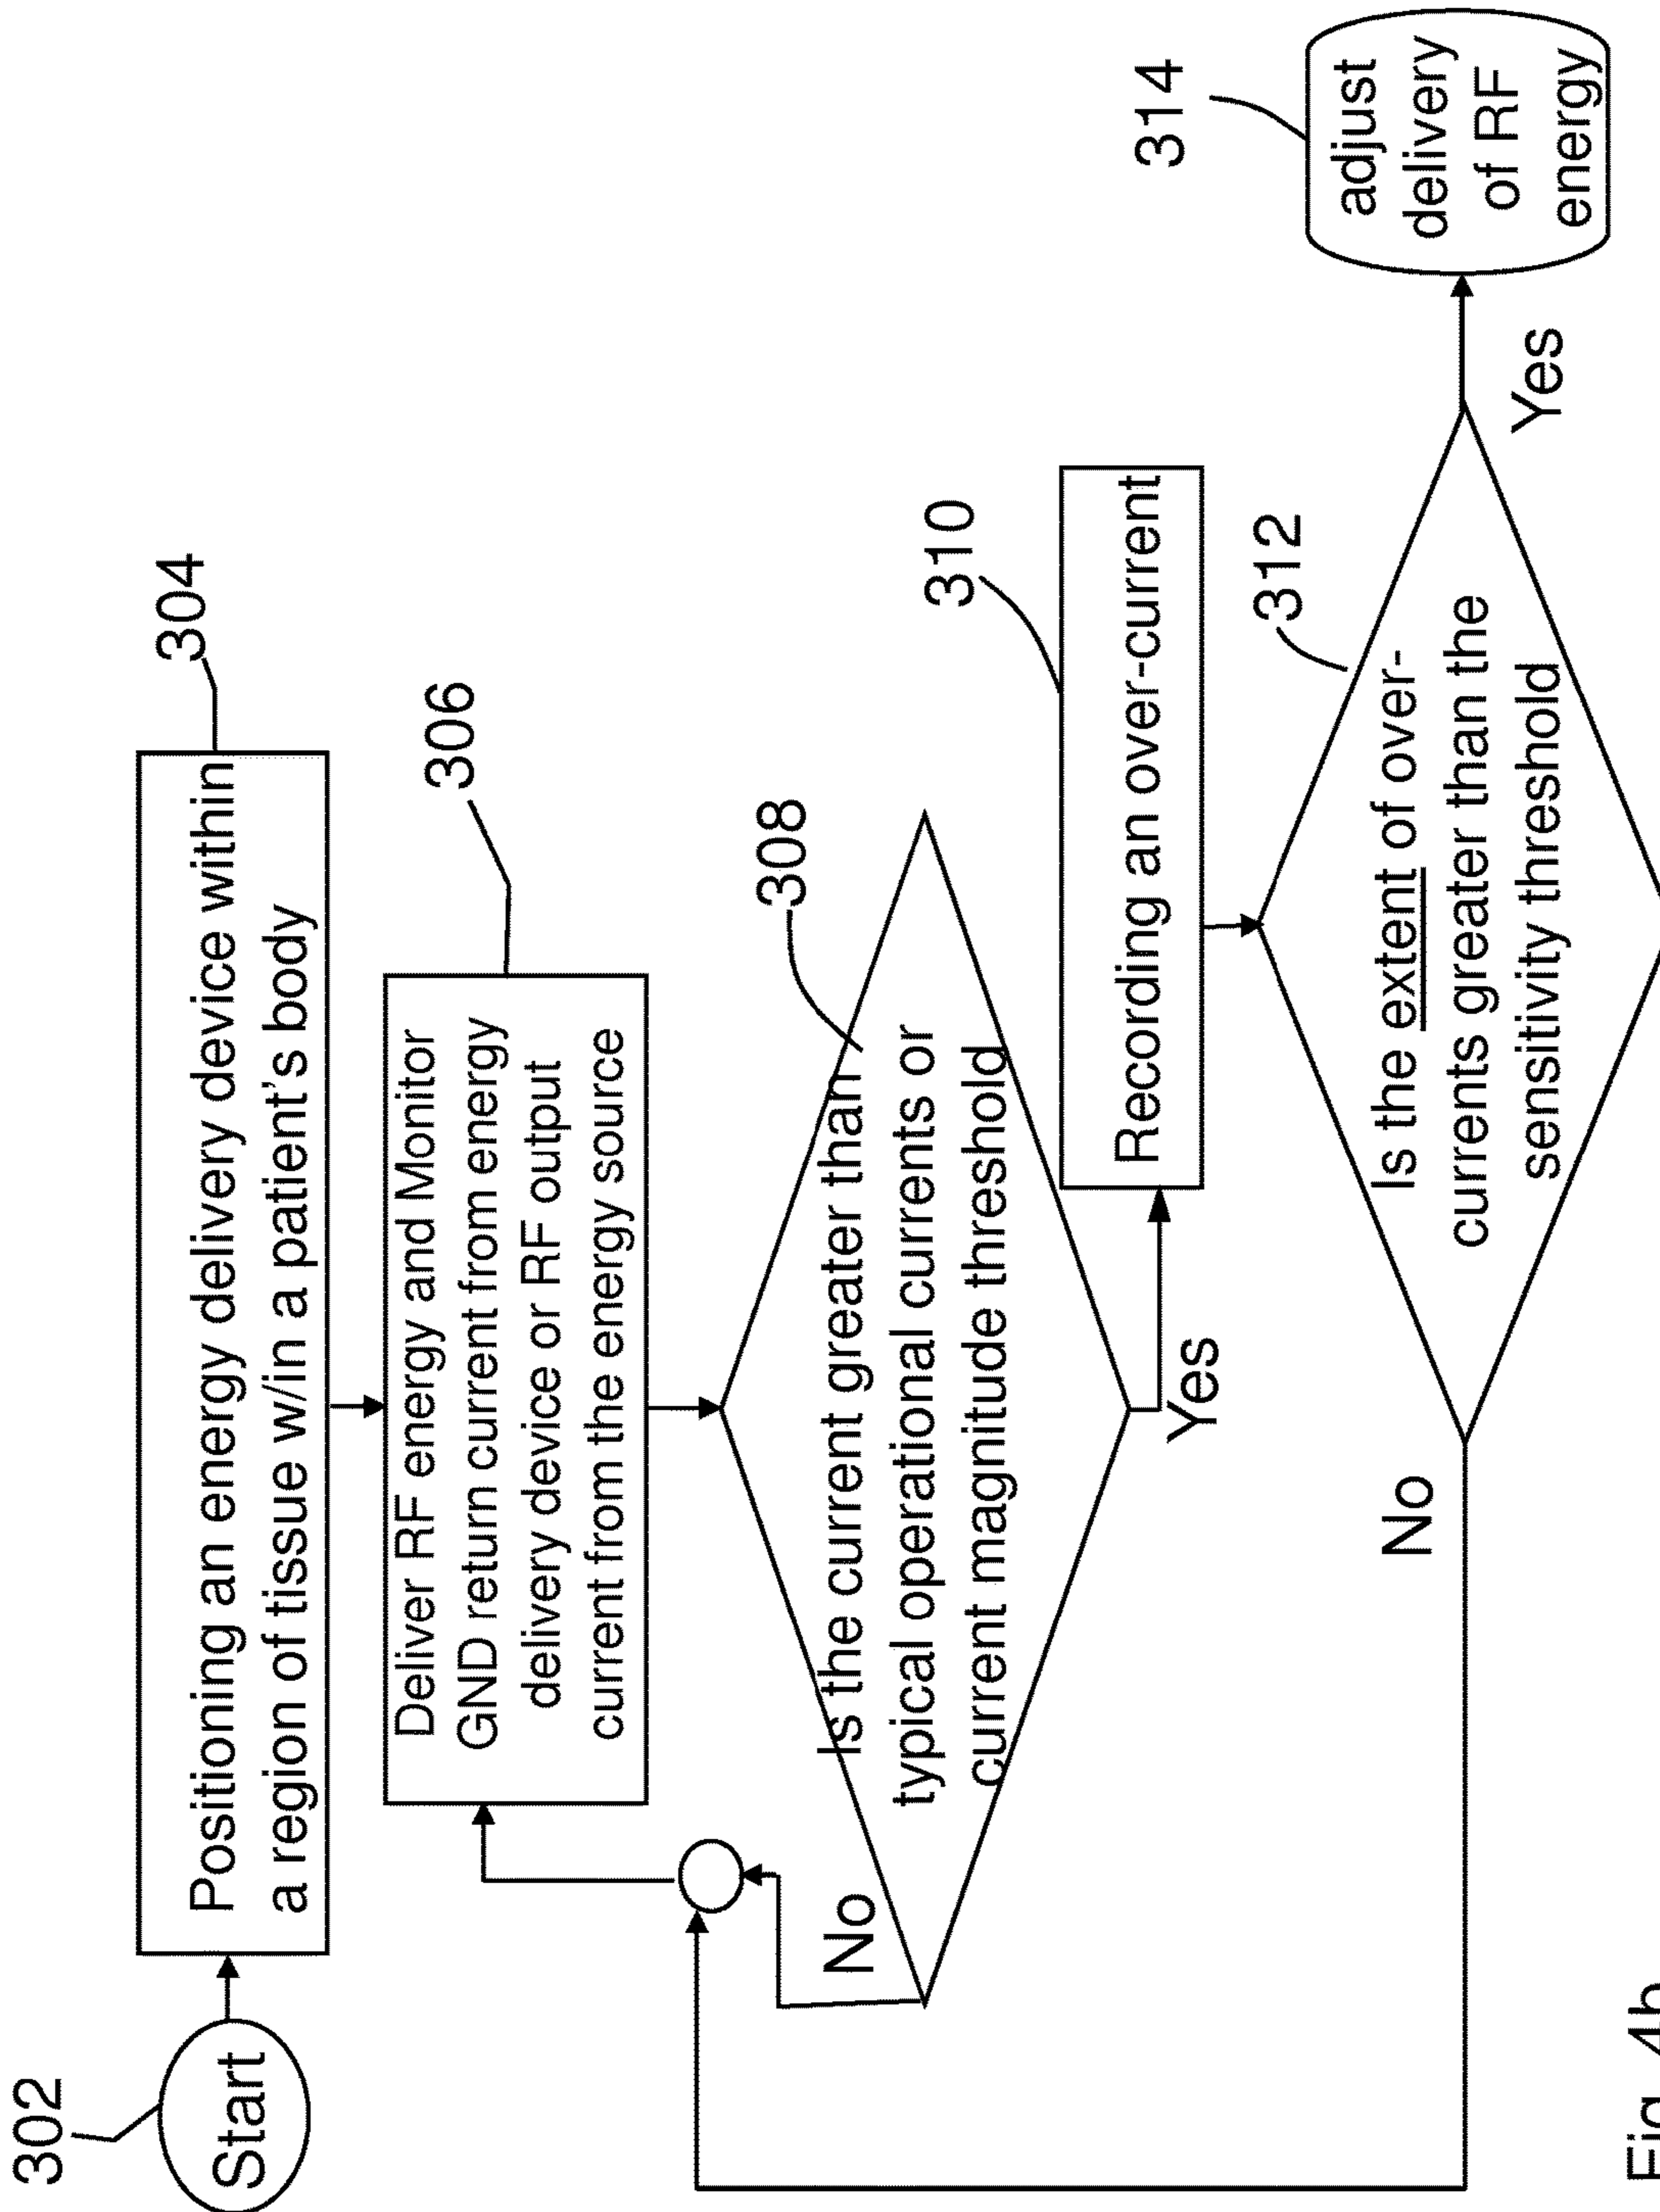 302
Start
304
Positioning an energy delivery device within
a region of tissue w/in a patient's body
306
Deliver RF energy and Monitor
GND return current from energy
delivery device or RF output
current from the energy source
308
Is the current greater than
typical operational currents or
current magnitude threshold
No
Yes
310
Recording an over-current
312
Is the extent of over-
currents greater than the
sensitivity threshold
No
Yes
314
adjust
delivery
of RF
energy
Fig. 4b